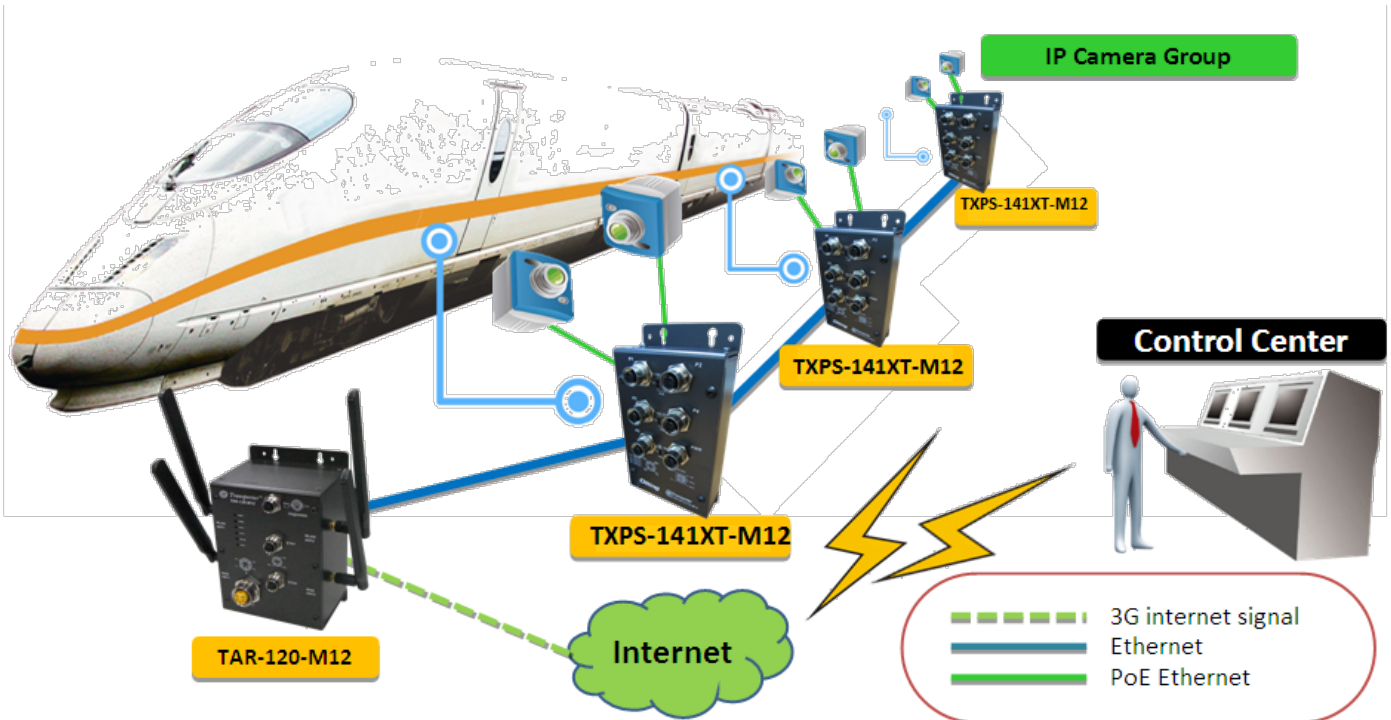 IP Camera Group
TXPS-141XT-M12
TXPS-141XT-M12
Control Center
TXPS-141XT-M12
TAR-120-M12
Internet
3G internet signal
Ethernet
PoE Ethernet